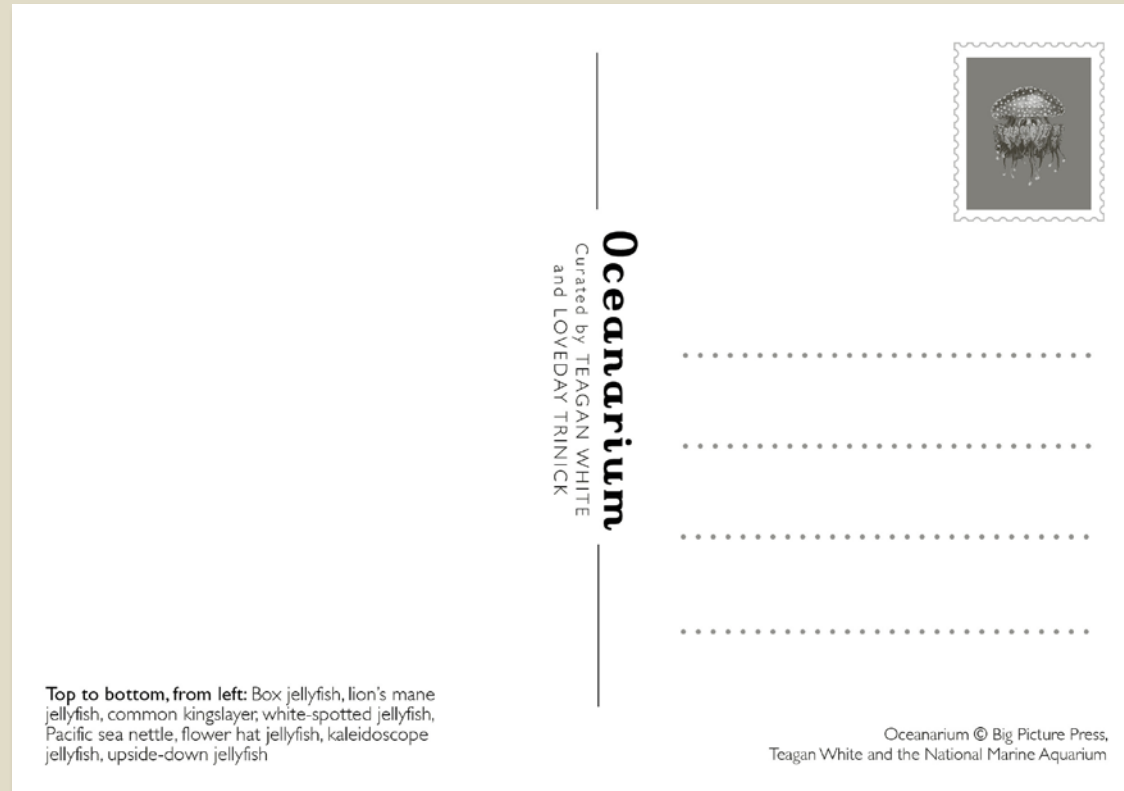 Oceanarium
Curated by TEAGAN WHITE
and LOVEDAY TRINICK
Top to bottom, from left: Box jellyfish, lion's mane
jellyfish, common kingslayer, white-spotted jellyfish,
Pacific sea nettle, flower hat jellyfish, kaleidoscope
jellyfish, upside-down jellyfish
Oceanarium © Big Picture Press,
Teagan White and the National Marine Aquarium